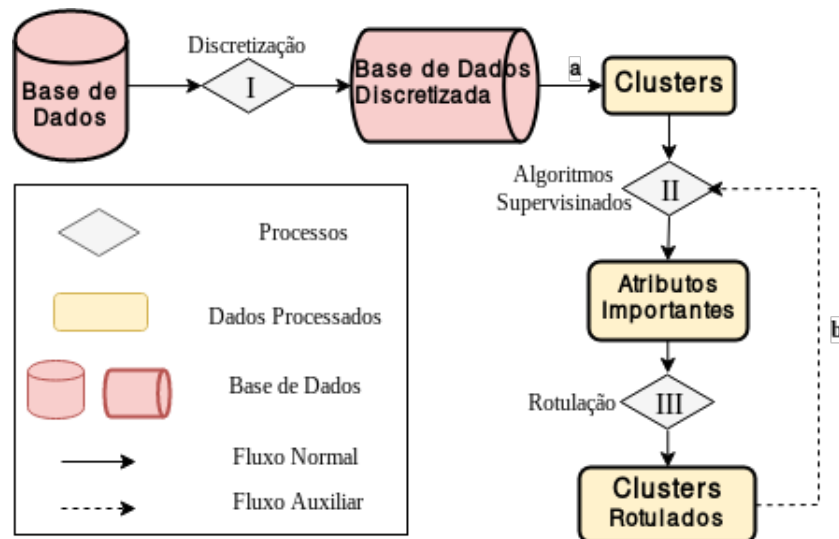 Discretização
Base de
Dados
I
Base de Dados
Discretizada
a
Clusters
Algoritmos
Supervisinados
II
Atributos
Importantes
b
Rotulação
III
Clusters
Rotulados
Processos
Dados Processados
Base de Dados
Fluxo Normal
Fluxo Auxiliar